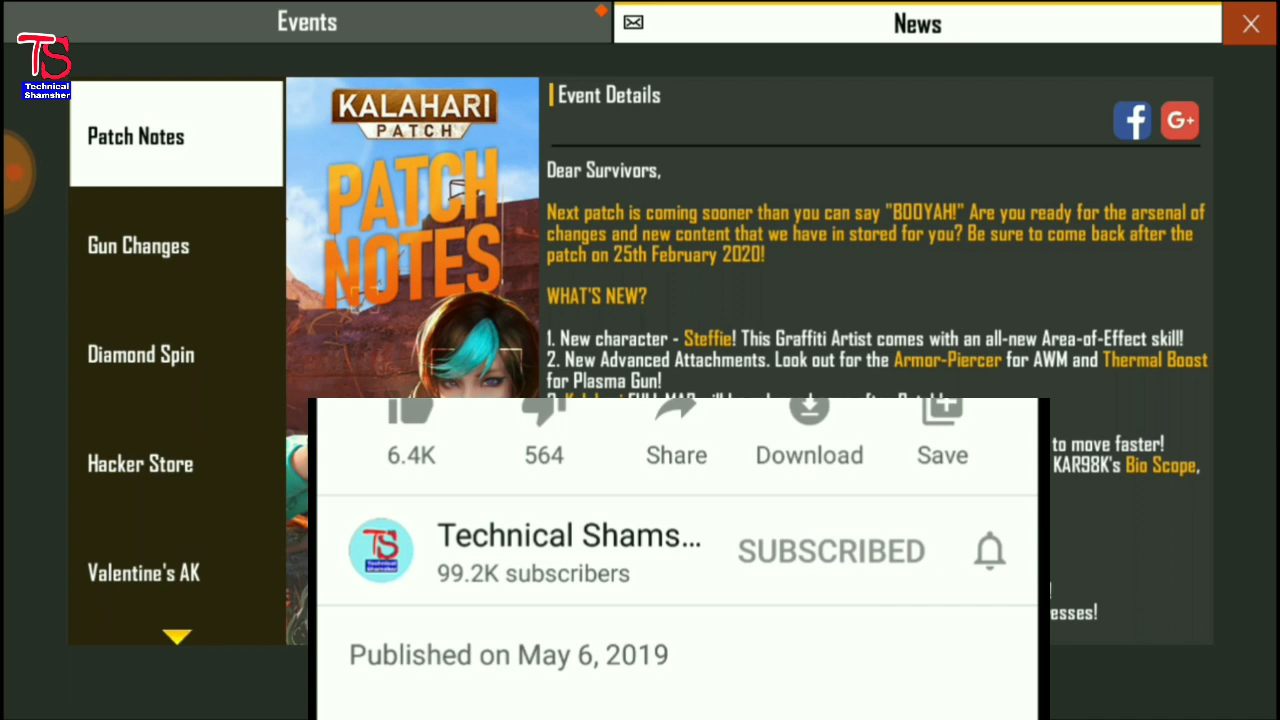 Events
News
TS
Technical
Shamsher
Patch Notes
Gun Changes
Diamond Spin
Hacker Store
Valentine's AK
KALAHARI
PATCH
PATCH
NOTES
Event Details
G+
Dear Survivors,
Next patch is coming sooner than you can say "BOOYAH!" Are you ready for the arsenal of
changes and new content that we have in stored for you? Be sure to come back after the
patch on 25th February 2020!
WHAT'S NEW?
1. New character - Steffie! This Graffiti Artist comes with an all-new Area-of-Effect skill!
2. New Advanced Attachments. Look out for the Armor-Piercer for AWM and Thermal Boost
for Plasma Gun!
to move faster!
KAR98K's Bio Scope,
esses!
6.4K
564
Share
Download
Save
TS
Technical
Shamsher
Technical Shams...
99.2K subscribers
SUBSCRIBED
Published on May 6, 2019